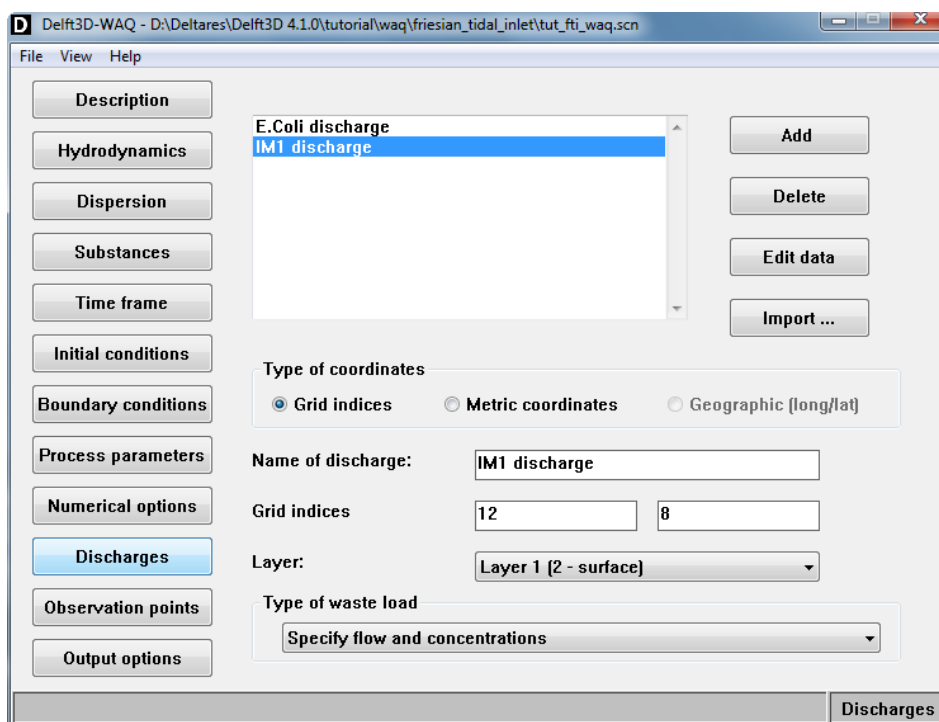 D Delft3D-WAQ - D:\Deltares\Delft3D 4.1.0\tutorial\waq\friesian_tidal_inlet\tut_fti_waq.scn
File View Help
Description
Hydrodynamics
Dispersion
Substances
Time frame
Initial conditions
Boundary conditions
Process parameters
Numerical options
Discharges
Observation points
Output options
E.Coli discharge
IM1 discharge
Add
Delete
Edit data
Import ...
Type of coordinates
Grid indices Metric coordinates Geographic (long/lat)
Name of discharge: IM1 discharge
Grid indices 12 8
Layer: Layer 1 (2 - surface)
Type of waste load
Specify flow and concentrations
Discharges